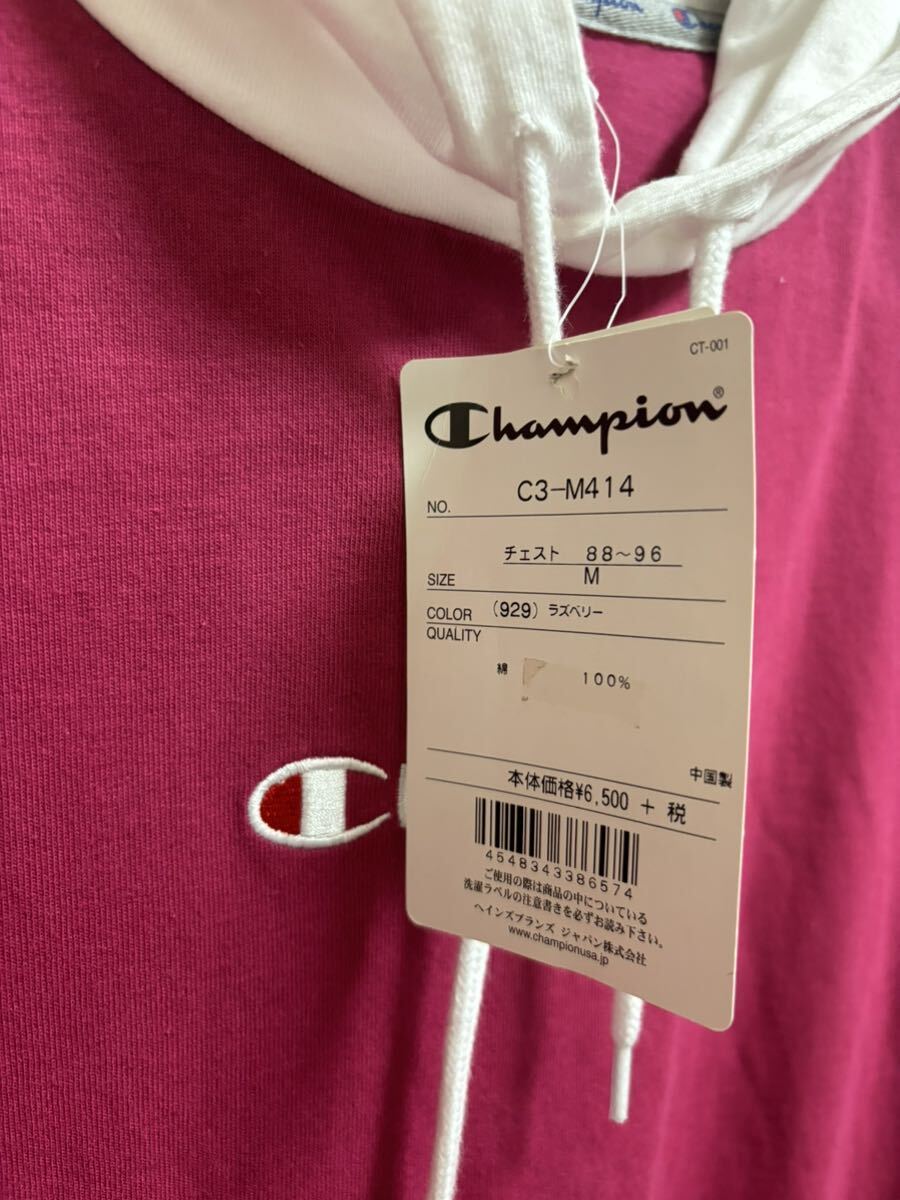 Champion
CT-001
Champion®
NO. C3-M414
チェスト 88～96
SIZE M
COLOR (929) ラズベリー
QUALITY
綿 100%
中国製
本体価格¥6,500 + 税
4548343386574
ご使用の際は商品の中についている
洗濯ラベルの注意書きを必ずお読み下さい。
ヘインズブランズ ジャパン株式会社
www.championusa.jp